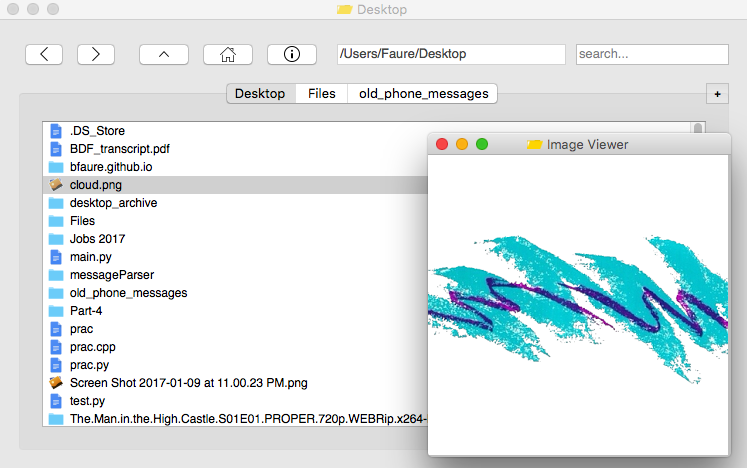 Desktop
/Users/Faure/Desktop
search...
Desktop Files old_phone_messages
+
.DS_Store
BDF_transcript.pdf
Image Viewer
bfaure.github.io
cloud.png
desktop_archive
Files
Jobs 2017
main.py
messageParser
old_phone_messages
Part-4
prac
prac.cpp
prac.py
Screen Shot 2017-01-09 at 11.00.23 PM.png
test.py
The.Man.in.the.High.Castle.S01E01.PROPER.720p.WEBRip.x264-